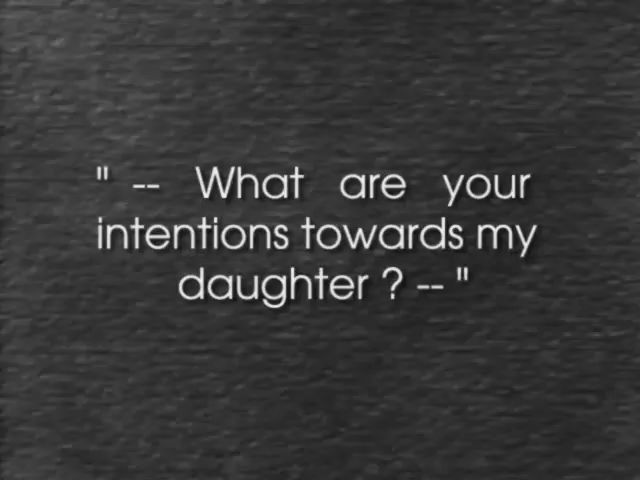 " -- What are your
intentions towards my
daughter ? -- "